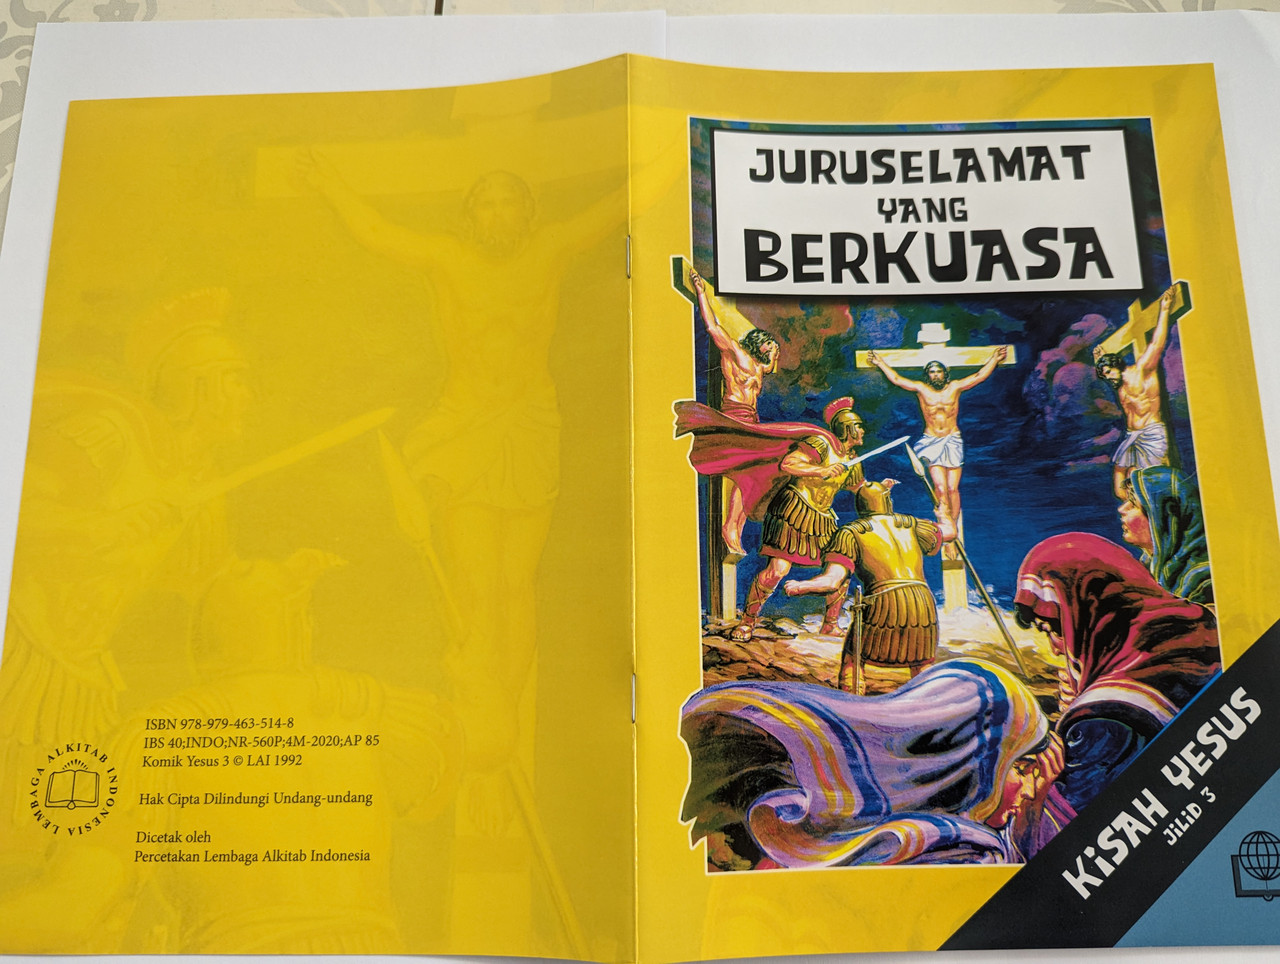 ISBN 978-979-463-514-8
IBS 40;INDO;NR-560P;4M-2020;AP 85
Komik Yesus 3 © LAI 1992
Hak Cipta Dilindungi Undang-undang
Dicetak oleh
Percetakan Lembaga Alkitab Indonesia
LEMBAGA ALKITAB INDONESIA
JURUSELAMAT
YANG
BERKUASA
KiSAH YESUS
JiLiD 3